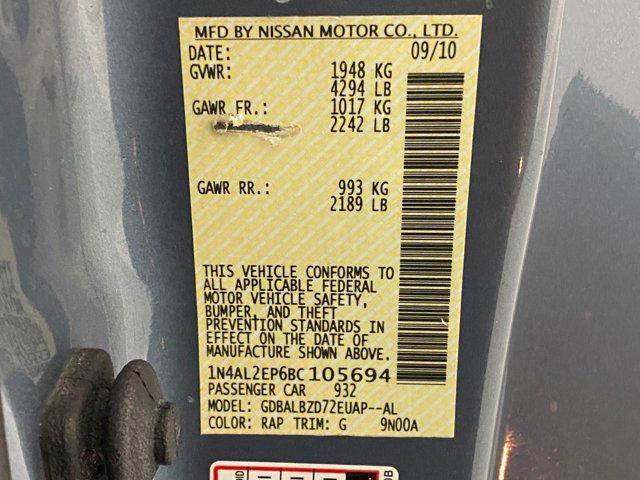 MFD BY NISSAN MOTOR CO., LTD.
DATE: 09/10
GVWR: 1948 KG
4294 LB
GAWR FR.: 1017 KG
2242 LB
GAWR RR.: 993 KG
2189 LB
THIS VEHICLE CONFORMS TO
ALL APPLICABLE FEDERAL
MOTOR VEHICLE SAFETY,
BUMPER, AND THEFT
PREVENTION STANDARDS IN
EFFECT ON THE DATE OF
MANUFACTURE SHOWN ABOVE.
1N4AL2EP6BC105694
PASSENGER CAR 932
MODEL: GDBALBZD72EUAP--AL
COLOR: RAP TRIM: G 9N00A